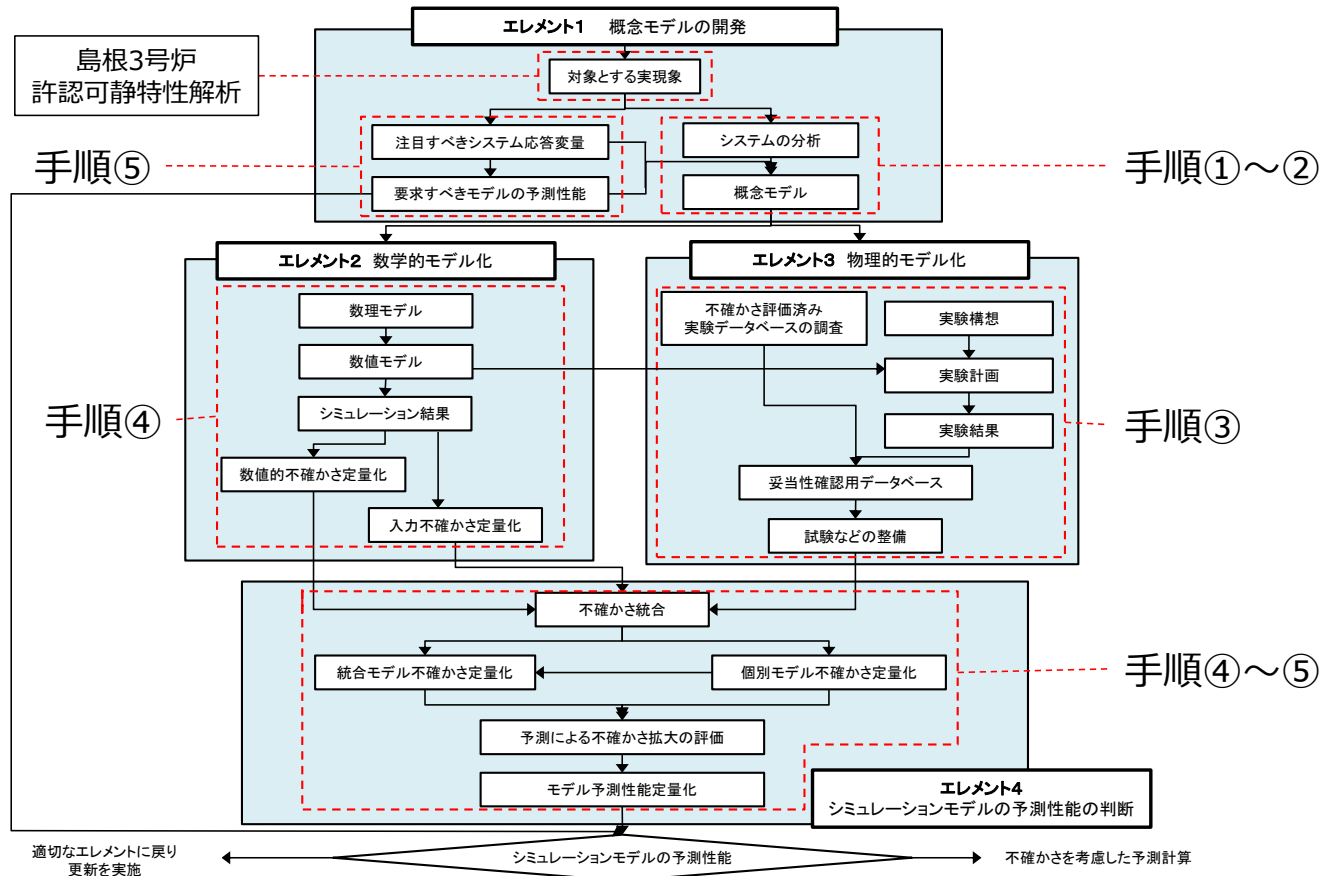 エレメント1 概念モデルの開発
島根3号炉
許認可静特性解析
対象とする実現象
注目すべきシステム応答変量
システムの分析
手順⑤
手順①～②
要求すべきモデルの予測性能
概念モデル
エレメント2 数学的モデル化
エレメント3 物理的モデル化
数理モデル
数値モデル
シミュレーション結果
手順④
数値的不確かさ定量化
入力不確かさ定量化
不確かさ評価済み
実験データベースの調査
実験構想
実験計画
実験結果
手順③
妥当性確認用データベース
試験などの整備
不確かさ統合
統合モデル不確かさ定量化
個別モデル不確かさ定量化
手順④～⑤
予測による不確かさ拡大の評価
モデル予測性能定量化
エレメント4
シミュレーションモデルの予測性能の判断
適切なエレメントに戻り
更新を実施
シミュレーションモデルの予測性能
不確かさを考慮した予測計算